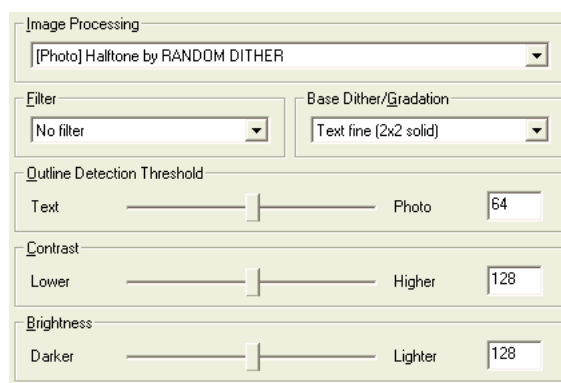 Image Processing
[Photo] Halftone by RANDOM DITHER
Filter
Base Dither/Gradation
No filter
Text fine (2x2 solid)
Outline Detection Threshold
Text Photo 64
Contrast
Lower Higher 128
Brightness
Darker Lighter 128